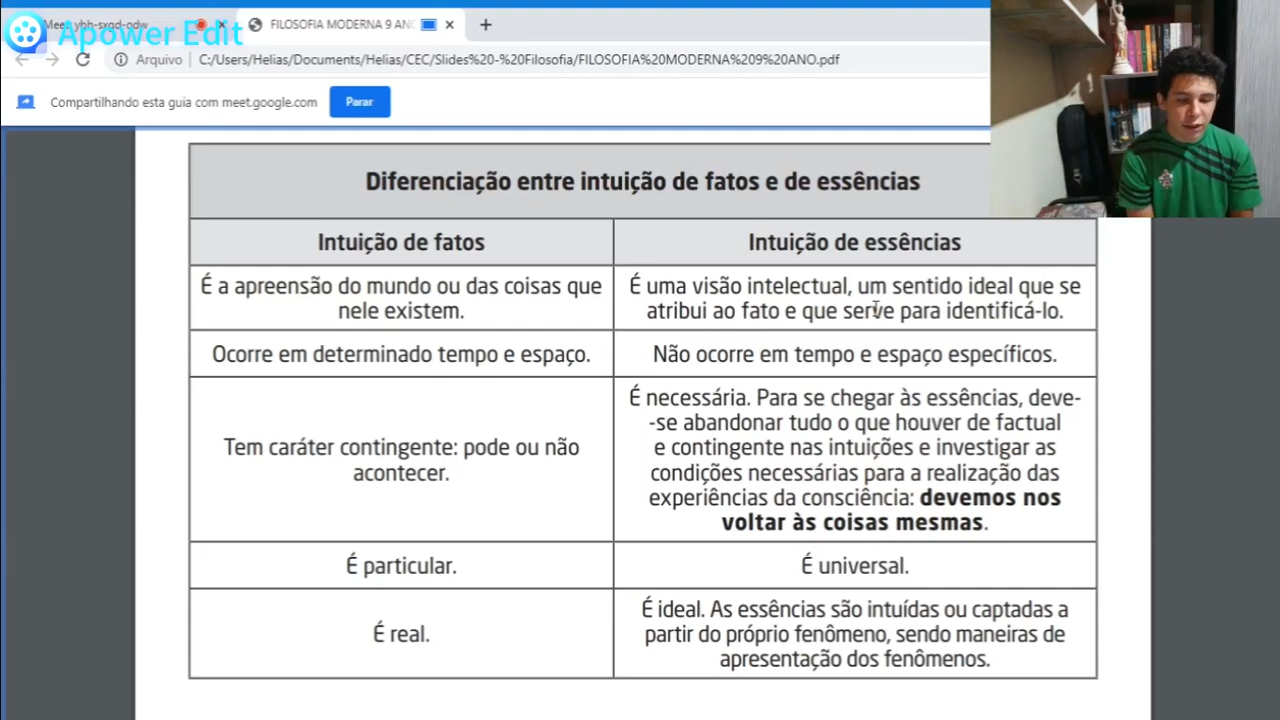 Meet ybh-sxgd-odw
FILOSOFIA MODERNA 9 ANO
Apower Edit
Arquivo
C:/Users/Helias/Documents/Helias/CEC/Slides%20-%20Filosofia/FILOSOFIA%20MODERNA%209%20ANO.pdf
Compartilhando esta guia com meet.google.com
Parar
Diferenciação entre intuição de fatos e de essências
Intuição de fatos
Intuição de essências
É a apreensão do mundo ou das coisas que
nele existem.
É uma visão intelectual, um sentido ideal que se
atribui ao fato e que serve para identificá-lo.
Ocorre em determinado tempo e espaço.
Não ocorre em tempo e espaço específicos.
Tem caráter contingente: pode ou não
acontecer.
É necessária. Para se chegar às essências, deve-
-se abandonar tudo o que houver de factual
e contingente nas intuições e investigar as
condições necessárias para a realização das
experiências da consciência: devemos nos
voltar às coisas mesmas.
É particular.
É universal.
É real.
É ideal. As essências são intuídas ou captadas a
partir do próprio fenômeno, sendo maneiras de
apresentação dos fenômenos.